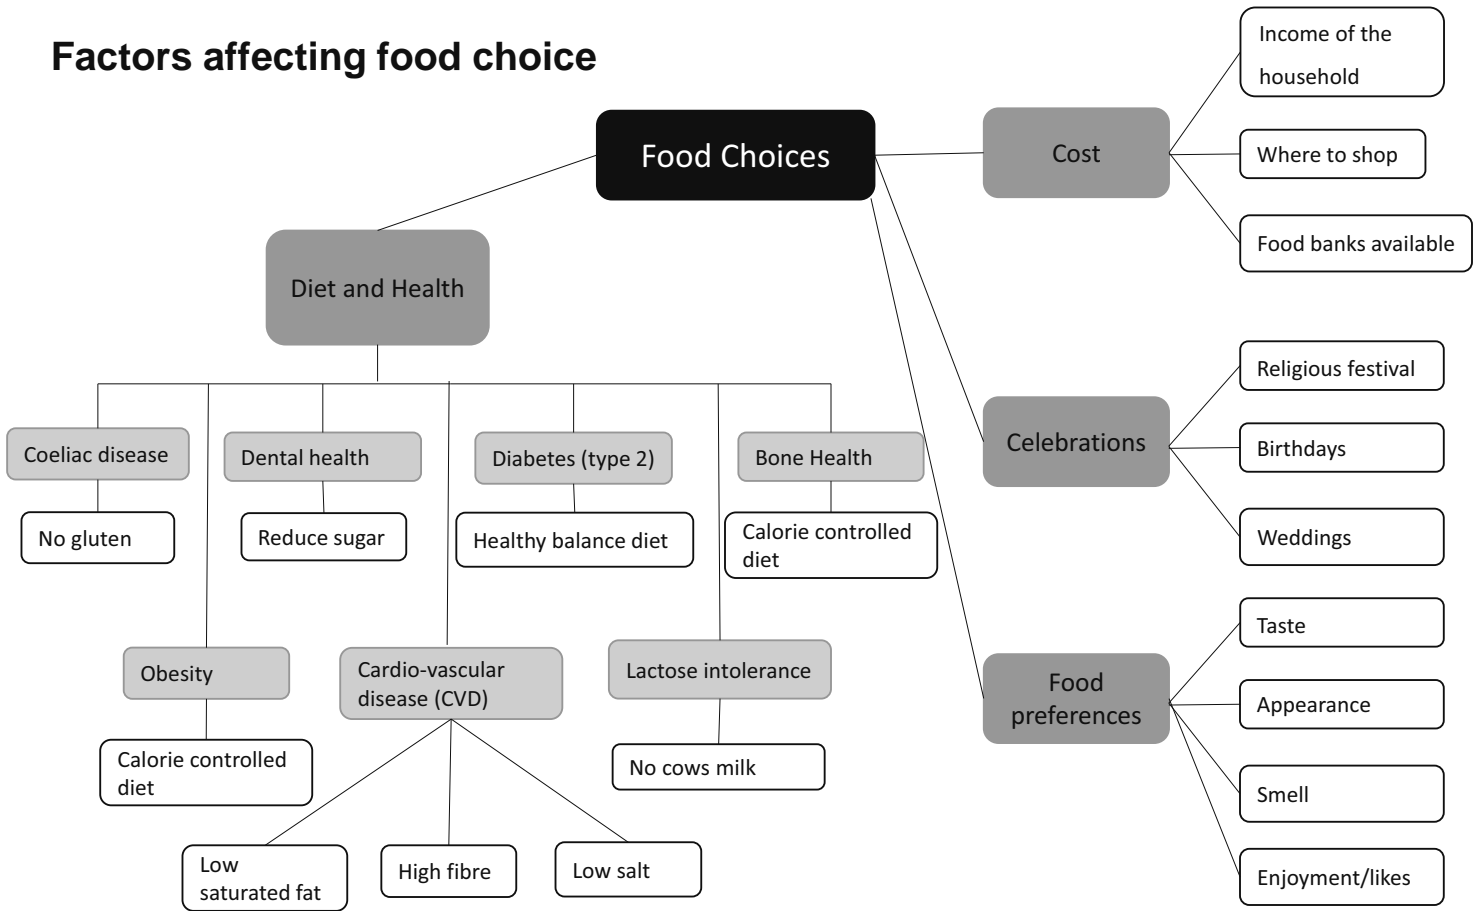 Factors affecting food choice
Food Choices
Diet and Health
Coeliac disease
No gluten
Dental health
Reduce sugar
Diabetes (type 2)
Healthy balance diet
Bone Health
Calorie controlled
diet
Obesity
Calorie controlled
diet
Cardio-vascular
disease (CVD)
Low
saturated fat
High fibre
Low salt
Lactose intolerance
No cows milk
Cost
Income of the
household
Where to shop
Food banks available
Celebrations
Religious festival
Birthdays
Weddings
Food
preferences
Taste
Appearance
Smell
Enjoyment/likes